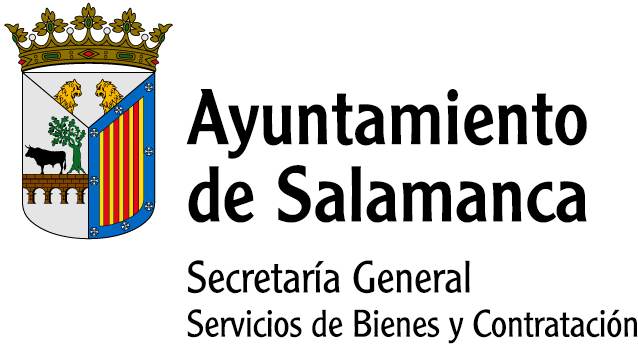 Ayuntamiento
de Salamanca
Secretaría General
Servicios de Bienes y Contratación